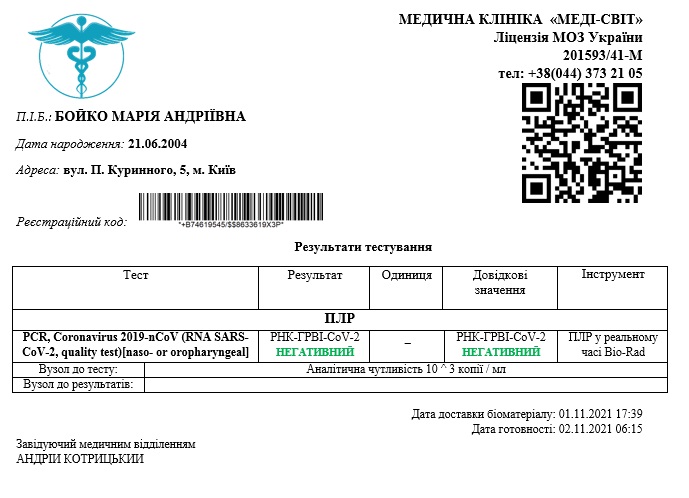 МЕДИЧНА КЛІНІКА «МЕДІ-СВІТ»
Ліцензія МОЗ України
201593/41-М
тел: +38(044) 373 21 05
П.І.Б.: БОЙКО МАРІЯ АНДРІЇВНА
Дата народження: 21.06.2004
Адреса: вул. П. Куринного, 5, м. Київ
Реєстраційний код:
*+B74619545/$$8633619X3P*
Результати тестування
Тест Результат Одиниця Довідкові значення Інструмент
ПЛР
PCR, Coronavirus 2019-nCoV (RNA SARS- РНК-ГРВІ-CoV-2 – РНК-ГРВІ-CoV-2 ПЛР у реальному
CoV-2, quality test)[naso- or oropharyngeal] НЕГАТИВНИЙ НЕГАТИВНИЙ часі Bio-Rad
Вузол до тесту: Аналітична чутливість 10 ^ 3 копії / мл
Вузол до результатів:
Дата доставки біоматеріалу: 01.11.2021 17:39
Дата готовності: 02.11.2021 06:15
Завідуючий медичним відділенням
АНДРІЙ КОТРИЦЬКИЙ